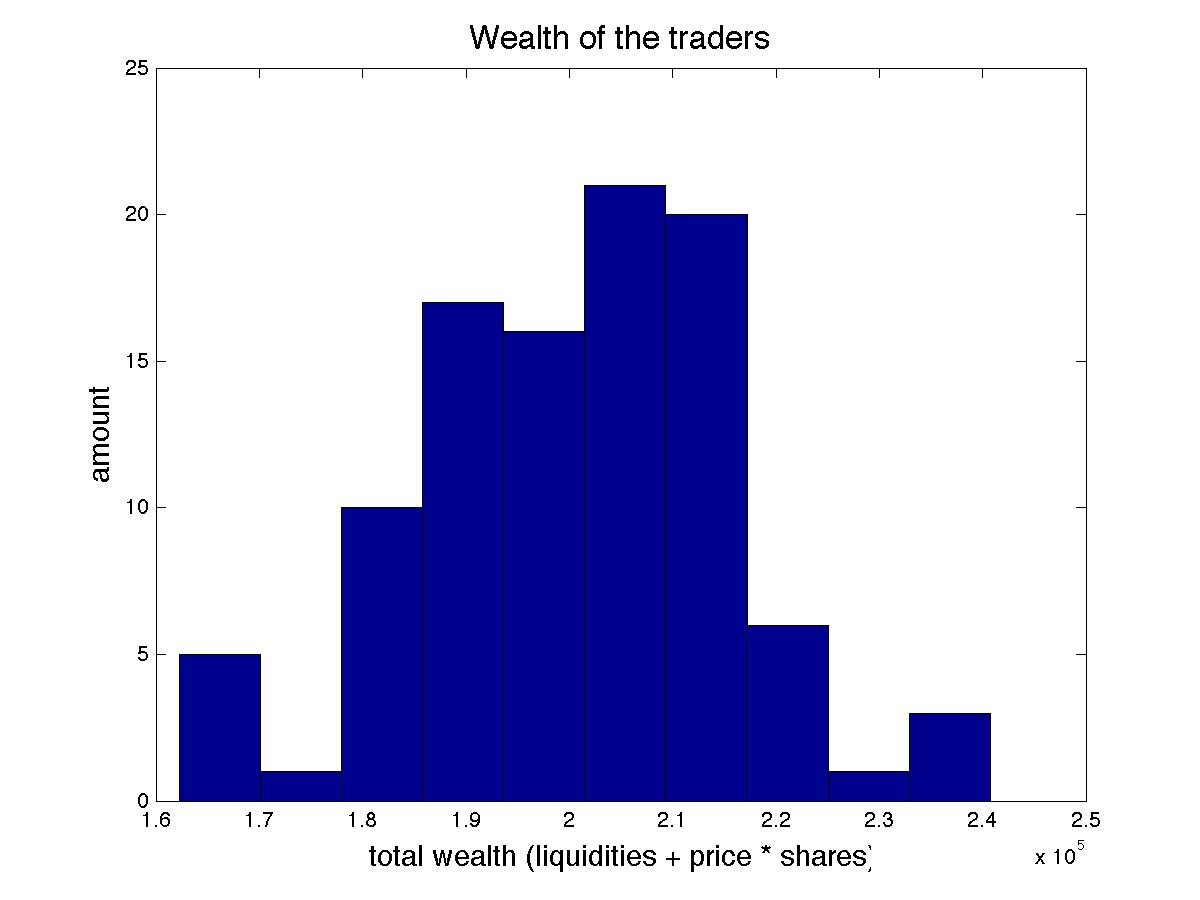 Wealth of the traders
25
20
15
10
5
0
amount
1.6 1.7 1.8 1.9 2 2.1 2.2 2.3 2.4 2.5
x 10^5
total wealth (liquidities + price * shares)